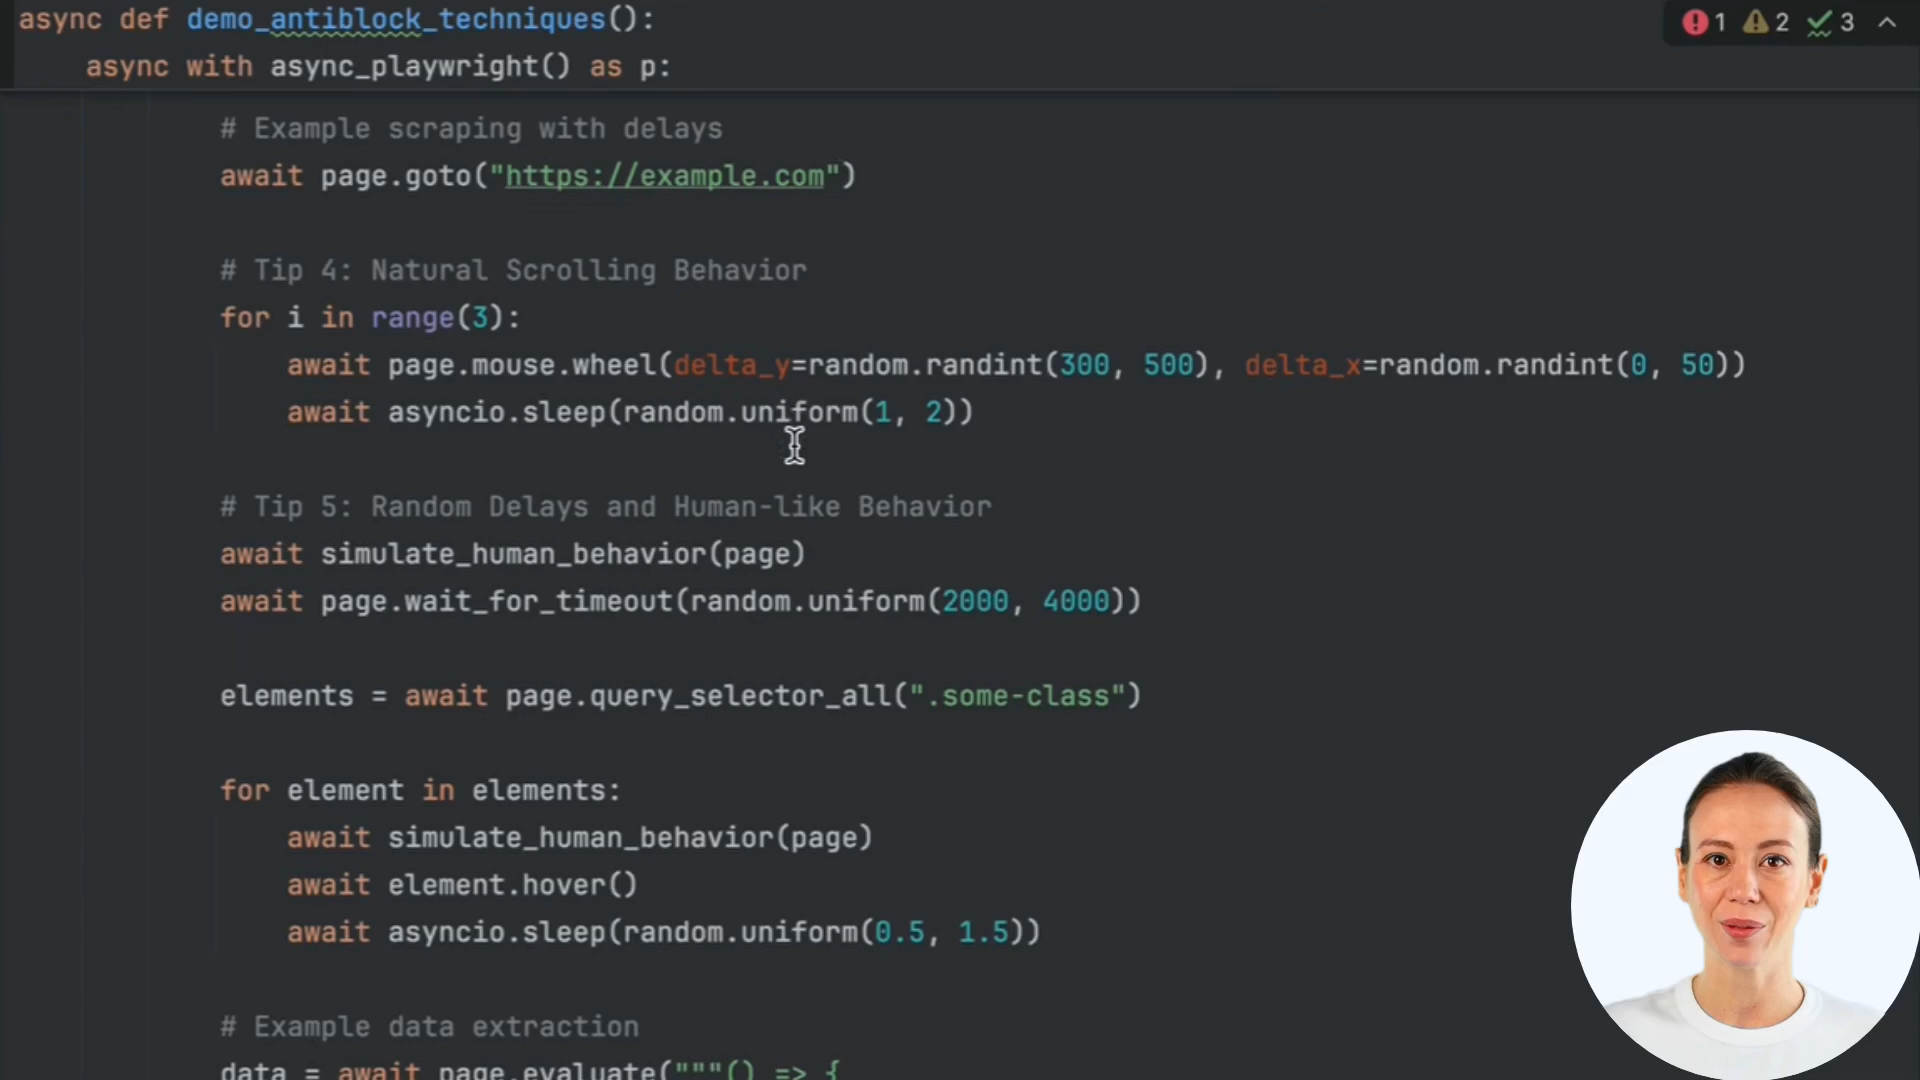 async def demo_antiblock_techniques():
1 2 3
async with async_playwright() as p:
# Example scraping with delays
await page.goto("https://example.com")
# Tip 4: Natural Scrolling Behavior
for i in range(3):
await page.mouse.wheel(delta_y=random.randint(300, 500), delta_x=random.randint(0, 50))
await asyncio.sleep(random.uniform(1, 2))
# Tip 5: Random Delays and Human-like Behavior
await simulate_human_behavior(page)
await page.wait_for_timeout(random.uniform(2000, 4000))
elements = await page.query_selector_all(".some-class")
for element in elements:
await simulate_human_behavior(page)
await element.hover()
await asyncio.sleep(random.uniform(0.5, 1.5))
# Example data extraction
data = await page.evaluate("""() => {